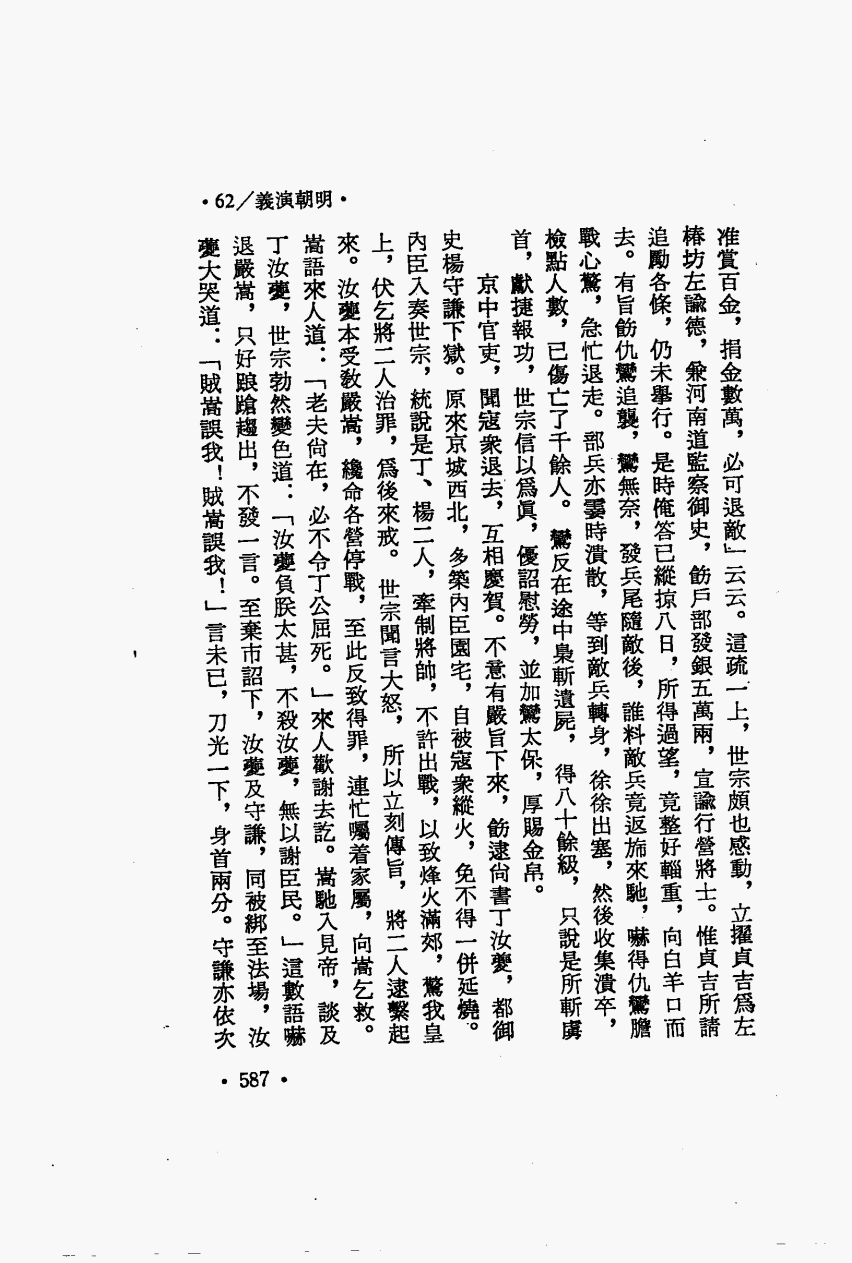 •62/義演朝明•
准賞百金，捐金數萬，必可退敵」云云。這疏一上，世宗頗也感動，立擢貞吉爲左
椿坊左諭德，兼河南道監察御史，飭戶部發銀五萬兩，宣諭行營將士。惟貞吉所請
追勵各條，仍未舉行。是時俺答已縱掠八日，所得過望，竟整好輜重，向白羊口而
去。有旨飭仇鸞追襲，鸞無奈，發兵尾隨敵後，誰料敵兵竟返旆來馳，嚇得仇鸞膽
戰心驚，急忙退走。部兵亦霎時潰散，等到敵兵轉身，徐徐出塞，然後收集潰卒，
檢點人數，已傷亡了千餘人。鸞反在途中梟斬遺屍，得八十餘級，只說是所斬虜
首，獻捷報功，世宗信以爲眞，優詔慰勞，並加鸞太保，厚賜金帛。
京中官吏，聞寇衆退去，互相慶賀。不意有嚴旨下來，飭逮尙書丁汝夔，都御
史楊守謙下獄。原來京城西北，多築內臣園宅，自被寇衆縱火，免不得一併延燒。
內臣入奏世宗，統說是丁、楊二人，牽制將帥，不許出戰，以致烽火滿郊，驚我皇
上，伏乞將二人治罪，爲後來戒。世宗聞言大怒，所以立刻傳旨，將二人逮繫起
來。汝夔本受敎嚴嵩，纔命各營停戰，至此反致得罪，連忙囑着家屬，向嵩乞救。
嵩語來人道：「老夫尙在，必不令丁公屈死。」來人歡謝去訖。嵩馳入見帝，談及
丁汝夔，世宗勃然變色道：「汝夔負朕太甚，不殺汝夔，無以謝臣民。」這數語嚇
退嚴嵩，只好踉蹌趨出，不發一言。至棄市詔下，汝夔及守謙，同被綁至法場，汝
夔大哭道：「賊嵩誤我！賊嵩誤我！」言未已，刀光一下，身首兩分。守謙亦依次
•587•